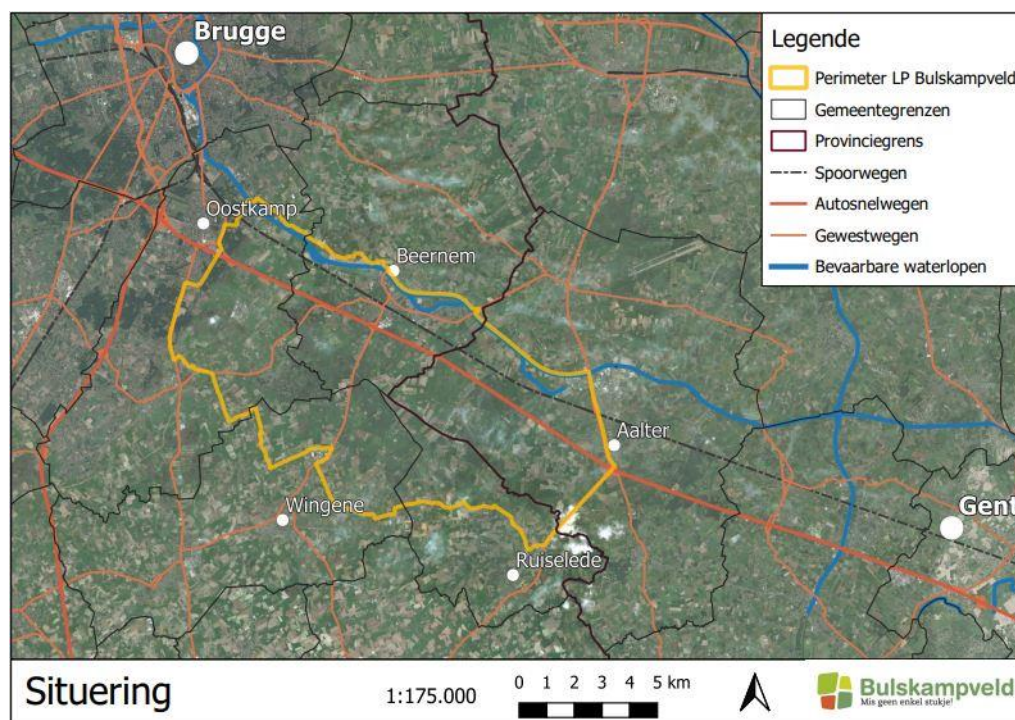 Brugge
Legende
Perimeter LP Bulskampveld
Gemeentegrenzen
Provinciegrens
Spoorwegen
Autosnelwegen
Gewestwegen
Bevaarbare waterlopen
Oostkamp
Beernem
Aalter
Wingene
Gent
Ruiselede
Situering
1:175.000
0 1 2 3 4 5 km
Bulskampveld
Mis geen enkel stukje!